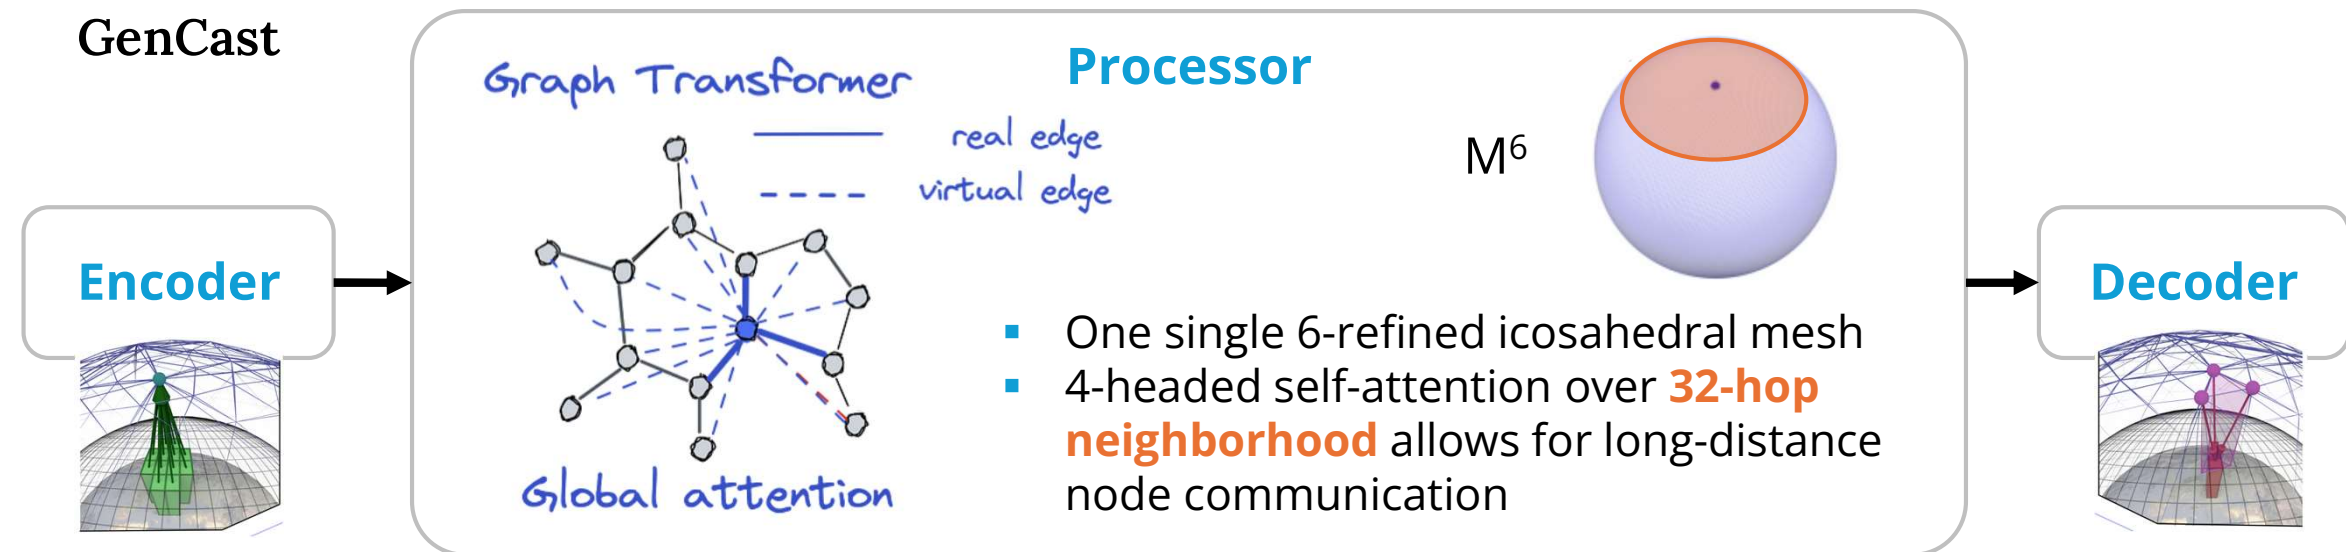 GenCast
Encoder
Graph Transformer
real edge
virtual edge
Global attention
Processor
M⁶
▪ One single 6-refined icosahedral mesh
▪ 4-headed self-attention over 32-hop
neighborhood allows for long-distance
node communication
Decoder